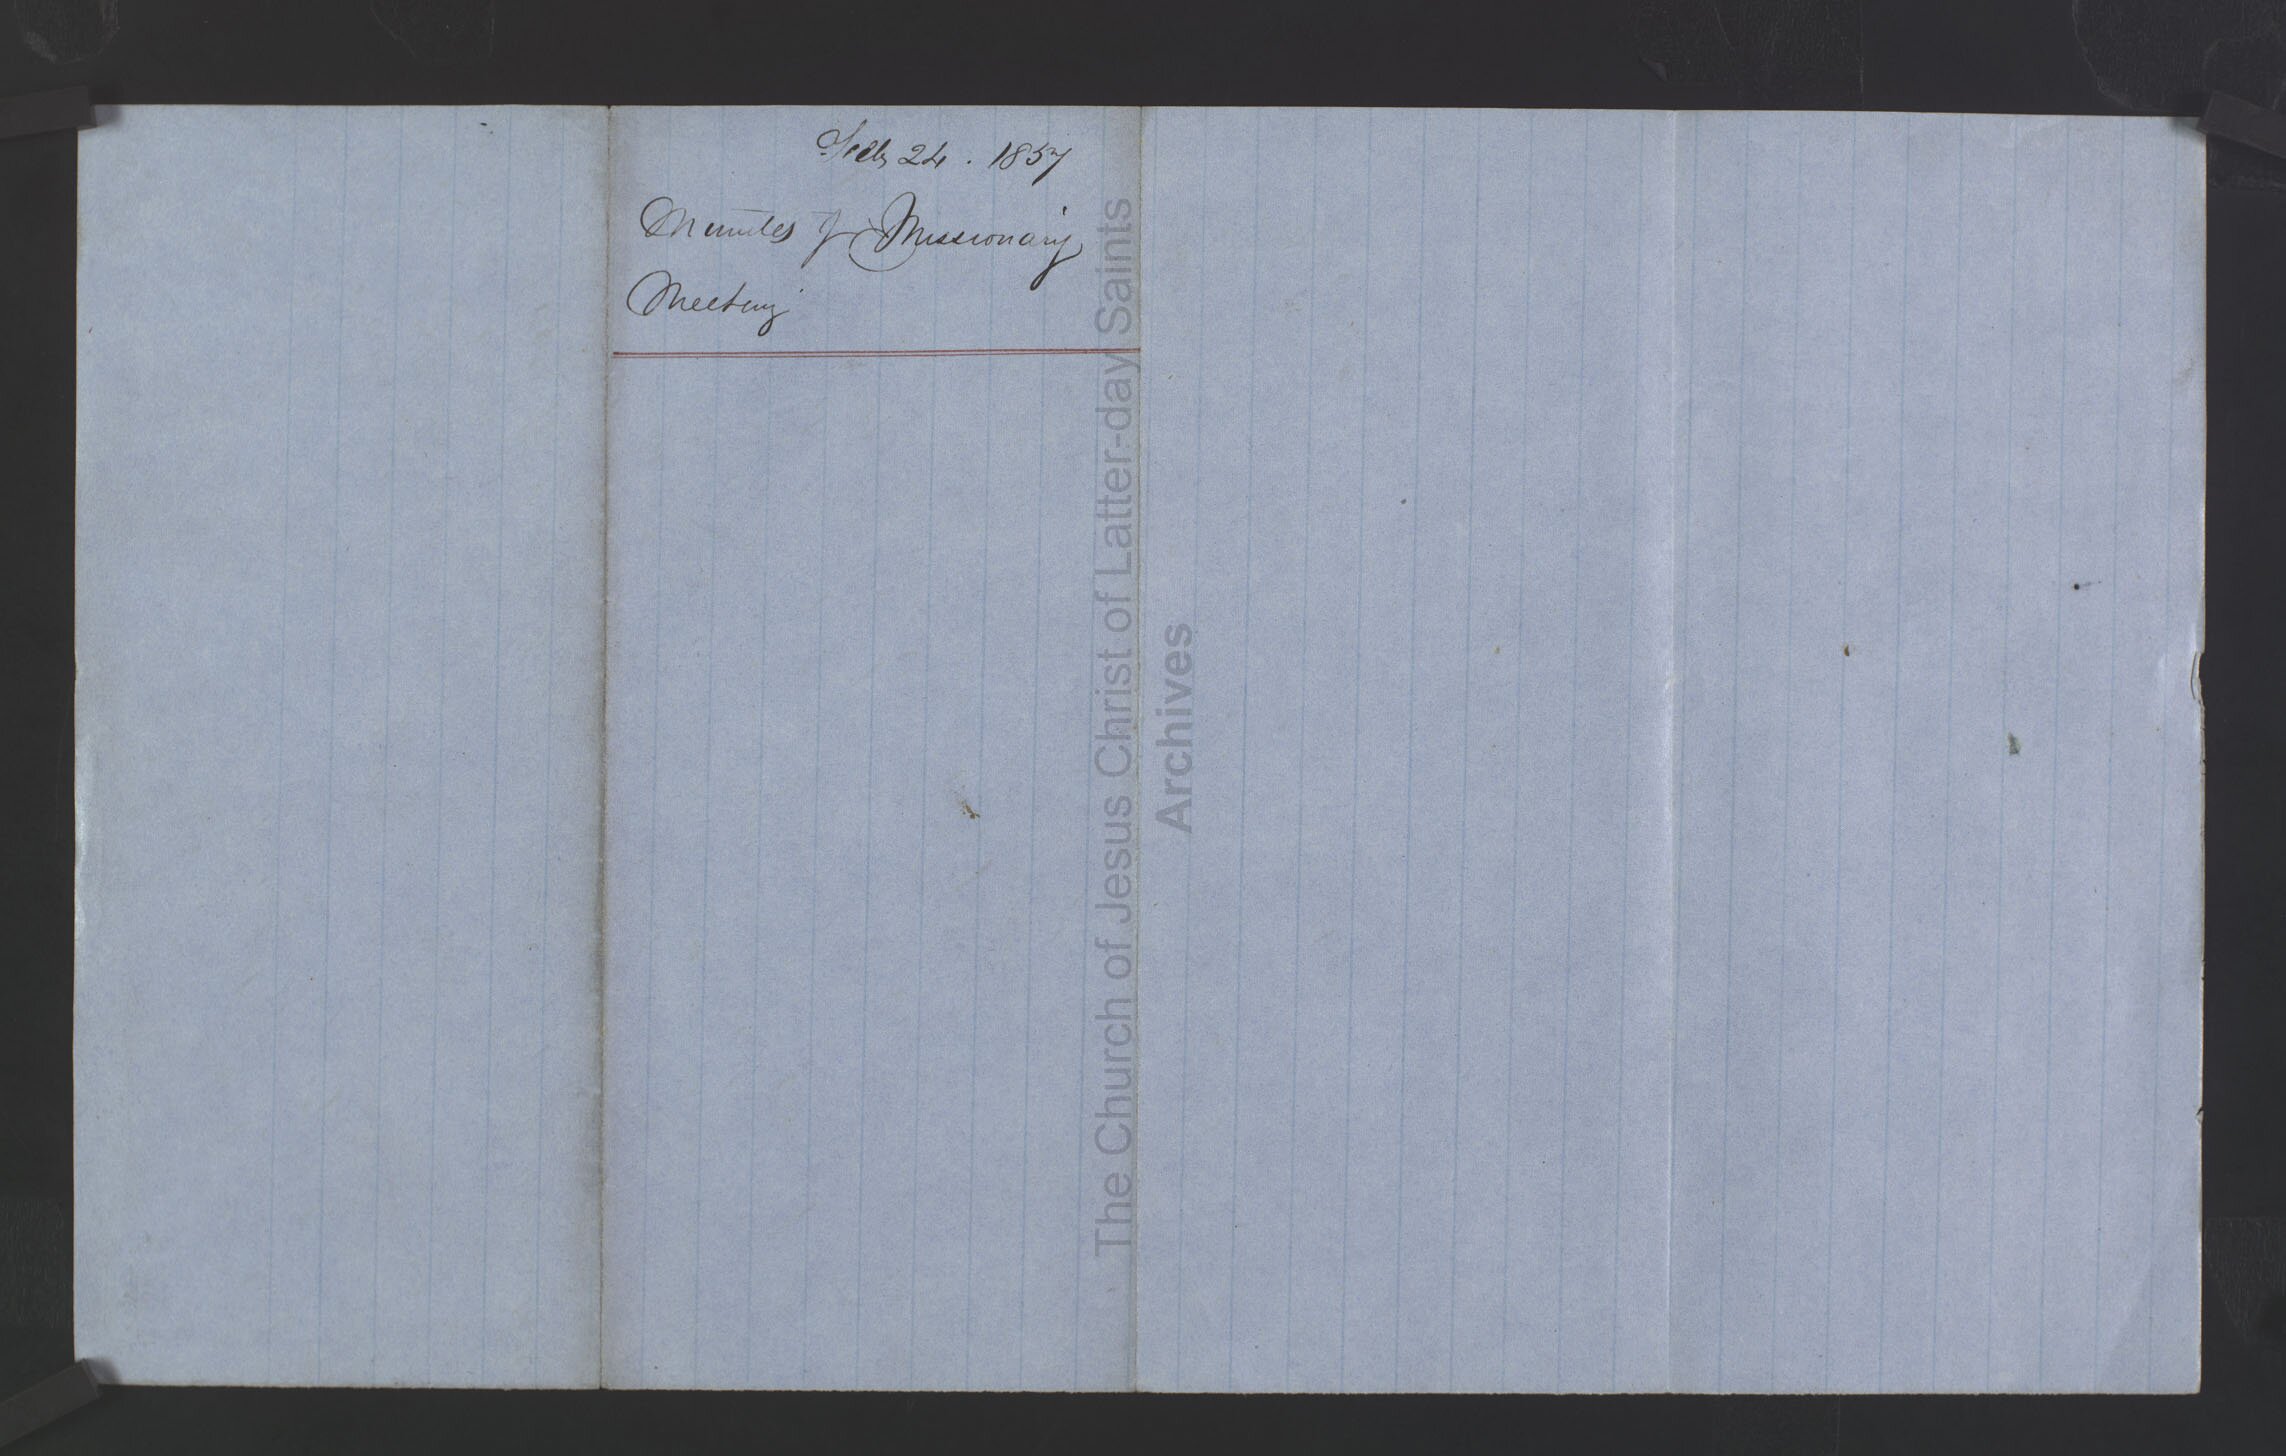 Feb 24. 1857
Minutes of Missionary
Meeting
The Church of Jesus Christ of Latter-day Saints
Archives